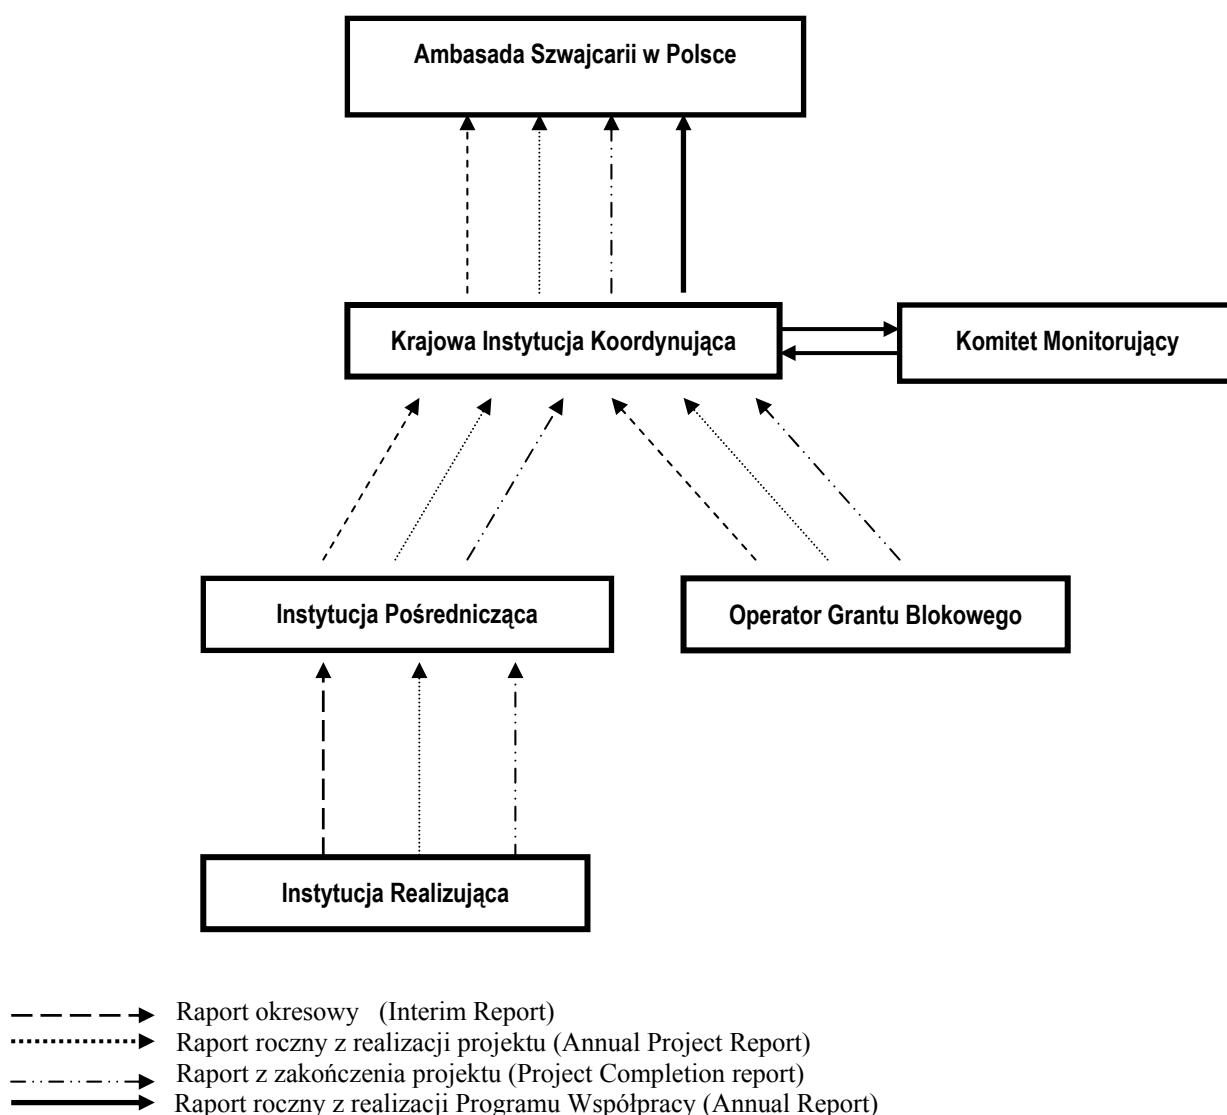 Ambasada Szwajcarii w Polsce
Krajowa Instytucja Koordynująca
Komitet Monitorujący
Instytucja Pośrednicząca
Operator Grantu Blokowego
Instytucja Realizująca
Raport okresowy (Interim Report)
Raport roczny z realizacji projektu (Annual Project Report)
Raport z zakończenia projektu (Project Completion report)
Raport roczny z realizacji Programu Współpracy (Annual Report)